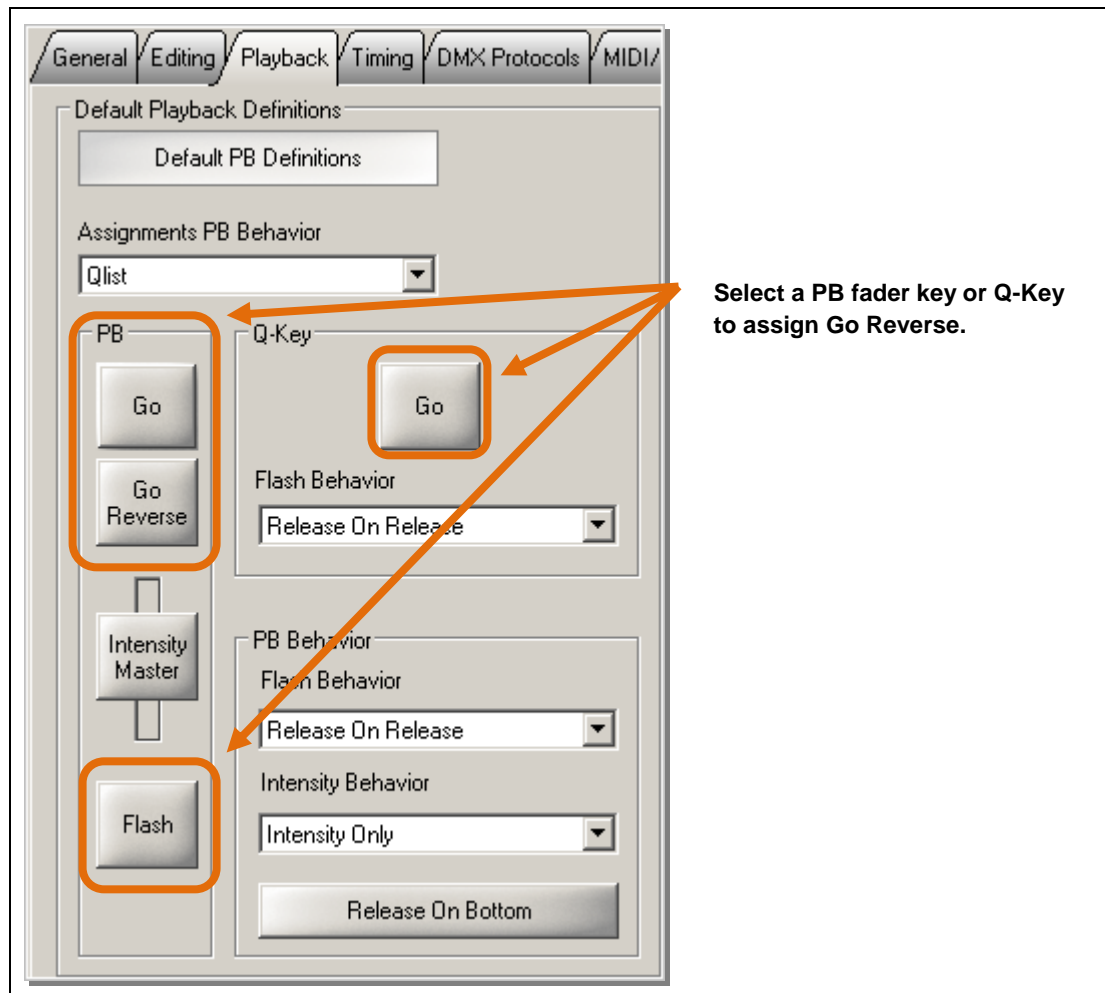 General Editing Playback Timing DMX Protocols MIDI/
Default Playback Definitions
Default PB Definitions
Assignments PB Behavior
Qlist
PB
Go
Go
Reverse
Intensity
Master
Flash
Q-Key
Go
Flash Behavior
Release On Release
PB Behavior
Flash Behavior
Release On Release
Intensity Behavior
Intensity Only
Release On Bottom
Select a PB fader key or Q-Key
to assign Go Reverse.